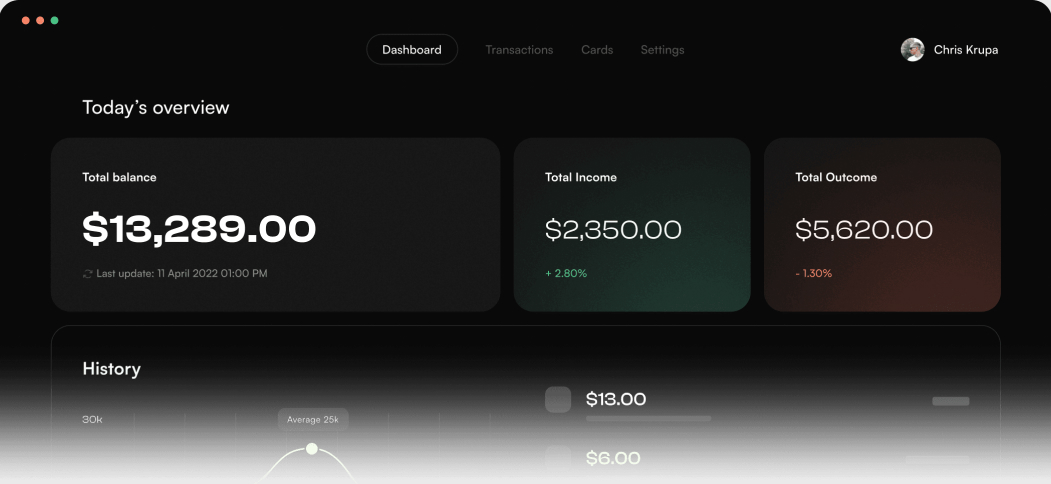 Dashboard
Transactions
Cards
Settings
Chris Krupa
Today’s overview
Total balance
$13,289.00
Last update: 11 April 2022 01:00 PM
Total Income
$2,350.00
+ 2.80%
Total Outcome
$5,620.00
- 1.30%
History
30k
Average 25k
$13.00
$6.00